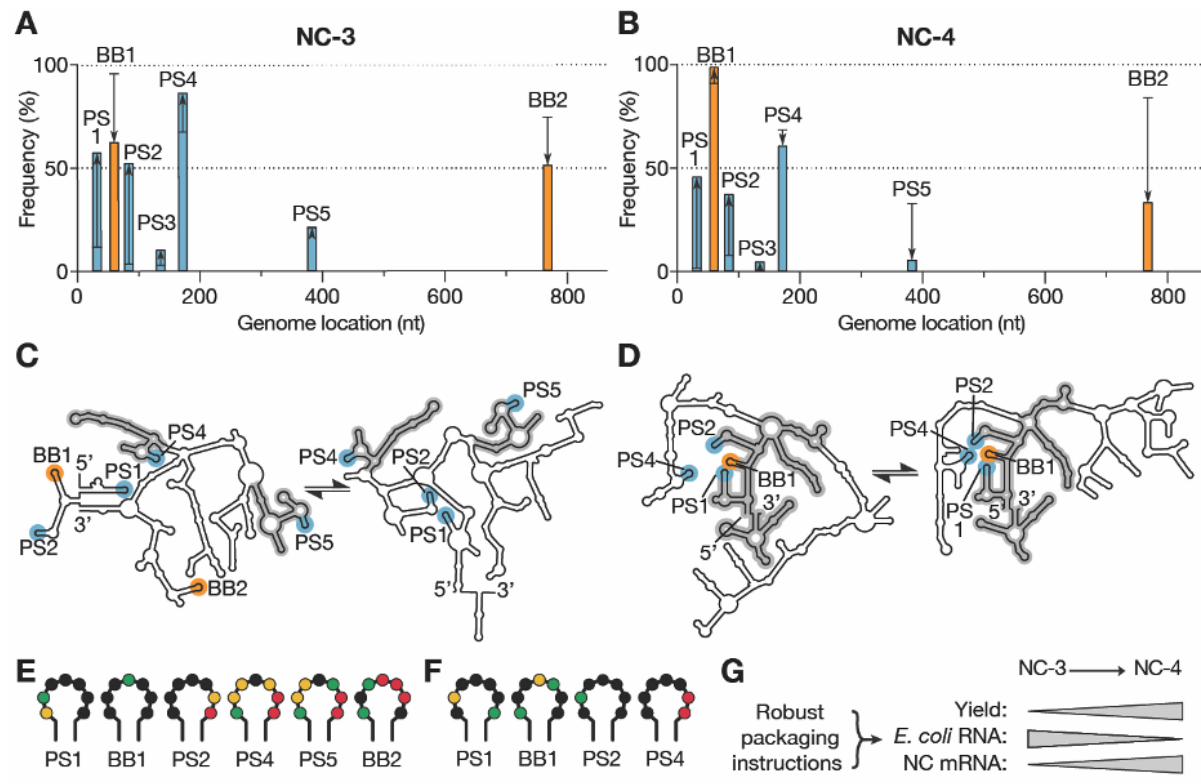 A
NC-3
Frequency (%)
100
50
0
PS
1
BB1
PS2
PS3
PS4
PS5
BB2
0
200
400
600
800
Genome location (nt)
B
NC-4
Frequency (%)
100
50
0
PS
1
BB1
PS2
PS3
PS4
PS5
BB2
0
200
400
600
800
Genome location (nt)
C
BB1
5'
PS1
PS4
3'
PS2
BB2
PS5
PS5
PS4
PS2
PS1
5'
3'
D
PS2
PS4
PS1
BB1
3'
5'
PS2
PS4
BB1
PS
1
5'
3'
E
PS1
BB1
PS2
PS4
PS5
BB2
F
PS1
BB1
PS2
PS4
G
NC-3
NC-4
Robust
packaging
instructions
Yield:
E. coli RNA:
NC mRNA: